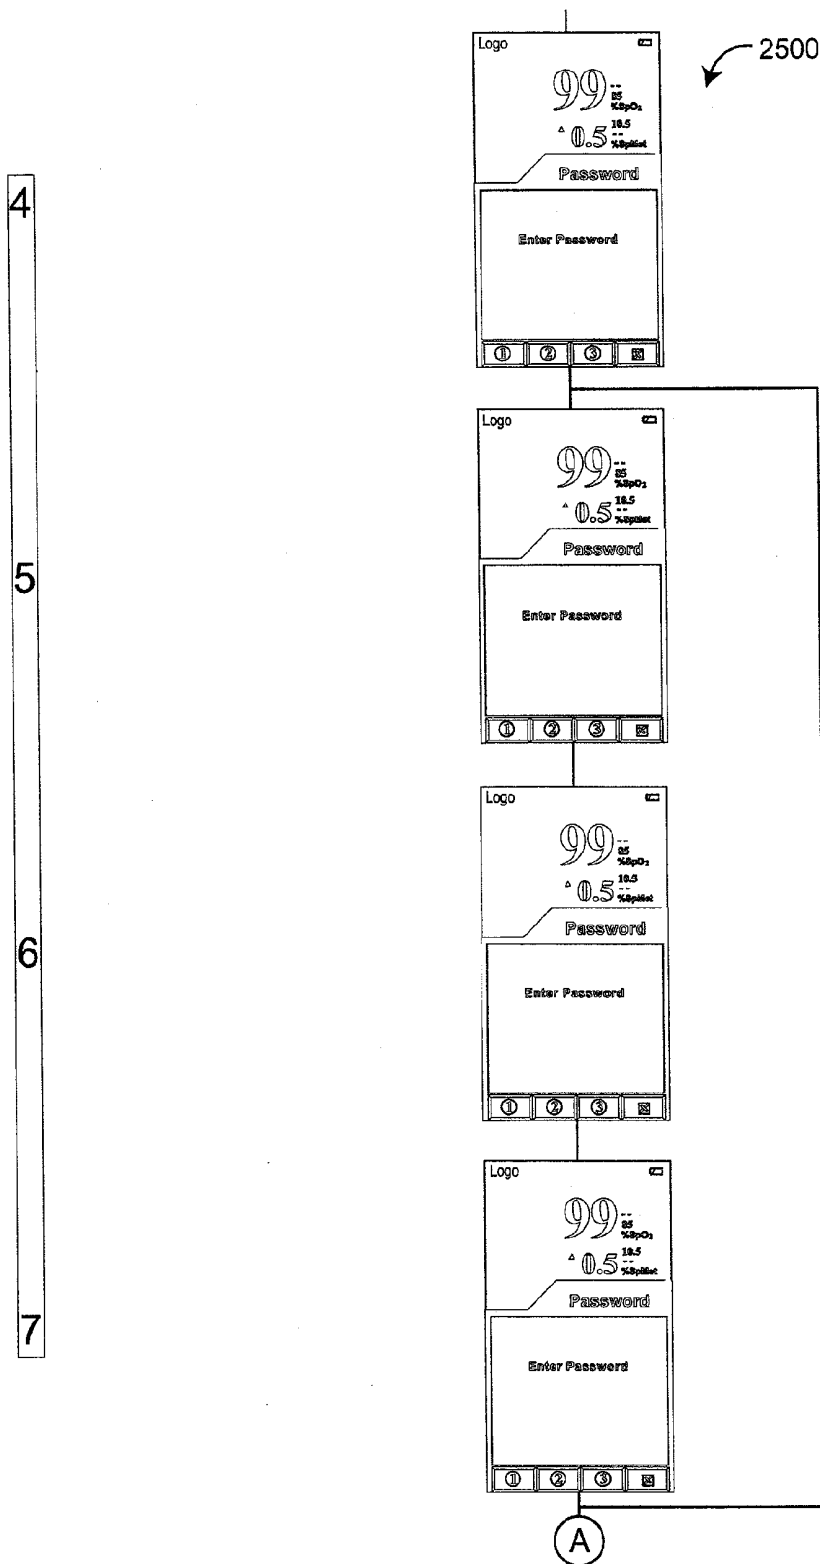 2500
Logo
99
--
85
%SpO₂
△ 0.5
10.5
--
%SpMet
Password
Enter Password
① ② ③ ☒
4
Logo
99
--
85
%SpO₂
△ 0.5
10.5
--
%SpMet
Password
Enter Password
① ② ③ ☒
5
Logo
99
--
85
%SpO₂
△ 0.5
10.5
--
%SpMet
Password
Enter Password
① ② ③ ☒
6
Logo
99
--
85
%SpO₂
△ 0.5
10.5
--
%SpMet
Password
Enter Password
① ② ③ ☒
7
A